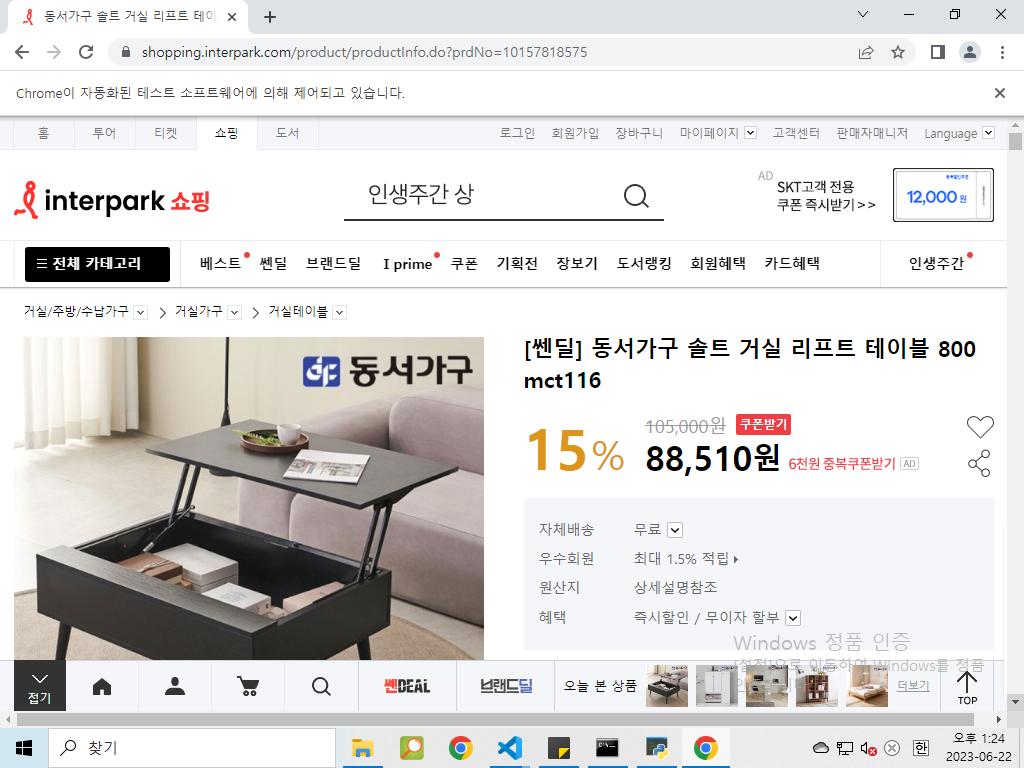 동서가구 솔트 거실 리프트 테이
shopping.interpark.com/product/productInfo.do?prdNo=10157818575
Chrome이 자동화된 테스트 소프트웨어에 의해 제어되고 있습니다.
홈 투어 티켓 쇼핑 도서 로그인 회원가입 장바구니 마이페이지 고객센터 판매자매니저 Language
interpark 쇼핑 인생주간 상
AD SKT고객 전용
쿠폰 즉시받기>>
12,000원
전체 카테고리 베스트 쎈딜 브랜드딜 I prime 쿠폰 기획전 장보기 도서랭킹 회원혜택 카드혜택 인생주간
거실/주방/수납가구 > 거실가구 > 거실테이블
동서가구
[쎈딜] 동서가구 솔트 거실 리프트 테이블 800
mct116
15%
105,000원 쿠폰받기
88,510원 6천원 중복쿠폰받기 AD
자체배송 무료
우수회원 최대 1.5% 적립
원산지 상세설명참조
혜택 즉시할인 / 무이자 할부
Windows 정품 인증
[설정]으로 이동하여 Windows를 정품
접기 쎈DEAL 브랜드딜 오늘 본 상품 더보기 TOP
찾기
한 오후 1:24
2023-06-22